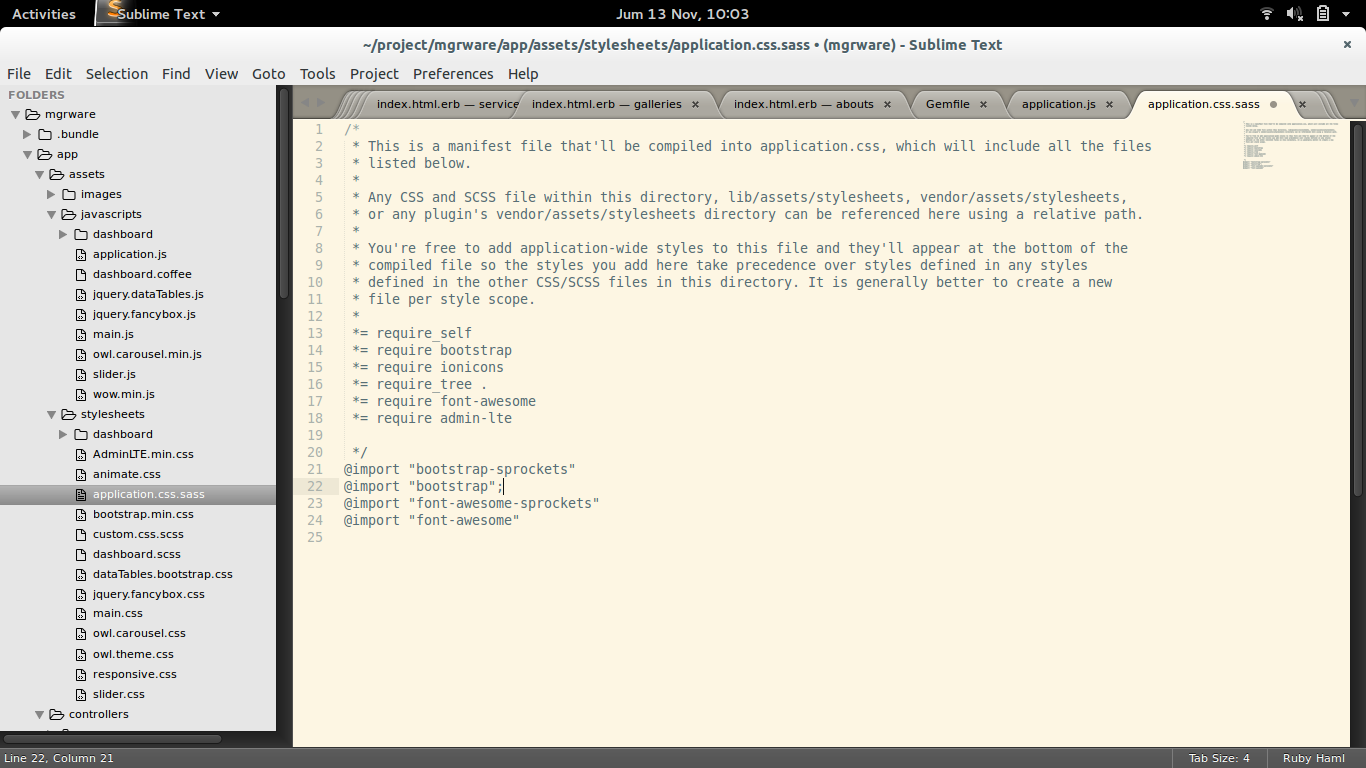 Activities
Sublime Text
Jum 13 Nov, 10:03
~/project/mgrware/app/assets/stylesheets/application.css.sass • (mgrware) - Sublime Text
File Edit Selection Find View Goto Tools Project Preferences Help
FOLDERS
mgrware
.bundle
app
assets
images
javascripts
dashboard
application.js
dashboard.coffee
jquery.dataTables.js
jquery.fancybox.js
main.js
owl.carousel.min.js
slider.js
wow.min.js
stylesheets
dashboard
AdminLTE.min.css
animate.css
application.css.sass
bootstrap.min.css
custom.css.scss
dashboard.scss
dataTables.bootstrap.css
jquery.fancybox.css
main.css
owl.carousel.css
owl.theme.css
responsive.css
slider.css
controllers
index.html.erb — service
index.html.erb — galleries
index.html.erb — abouts
Gemfile
application.js
application.css.sass
1 /*
2  * This is a manifest file that'll be compiled into application.css, which will include all the files
3  * listed below.
4  *
5  * Any CSS and SCSS file within this directory, lib/assets/stylesheets, vendor/assets/stylesheets,
6  * or any plugin's vendor/assets/stylesheets directory can be referenced here using a relative path.
7  *
8  * You're free to add application-wide styles to this file and they'll appear at the bottom of the
9  * compiled file so the styles you add here take precedence over styles defined in any styles
10  * defined in the other CSS/SCSS files in this directory. It is generally better to create a new
11  * file per style scope.
12  *
13  *= require_self
14  *= require bootstrap
15  *= require ionicons
16  *= require_tree .
17  *= require font-awesome
18  *= require admin-lte
19
20  */
21 @import "bootstrap-sprockets"
22 @import "bootstrap";
23 @import "font-awesome-sprockets"
24 @import "font-awesome"
25
Line 22, Column 21
Tab Size: 4
Ruby Haml